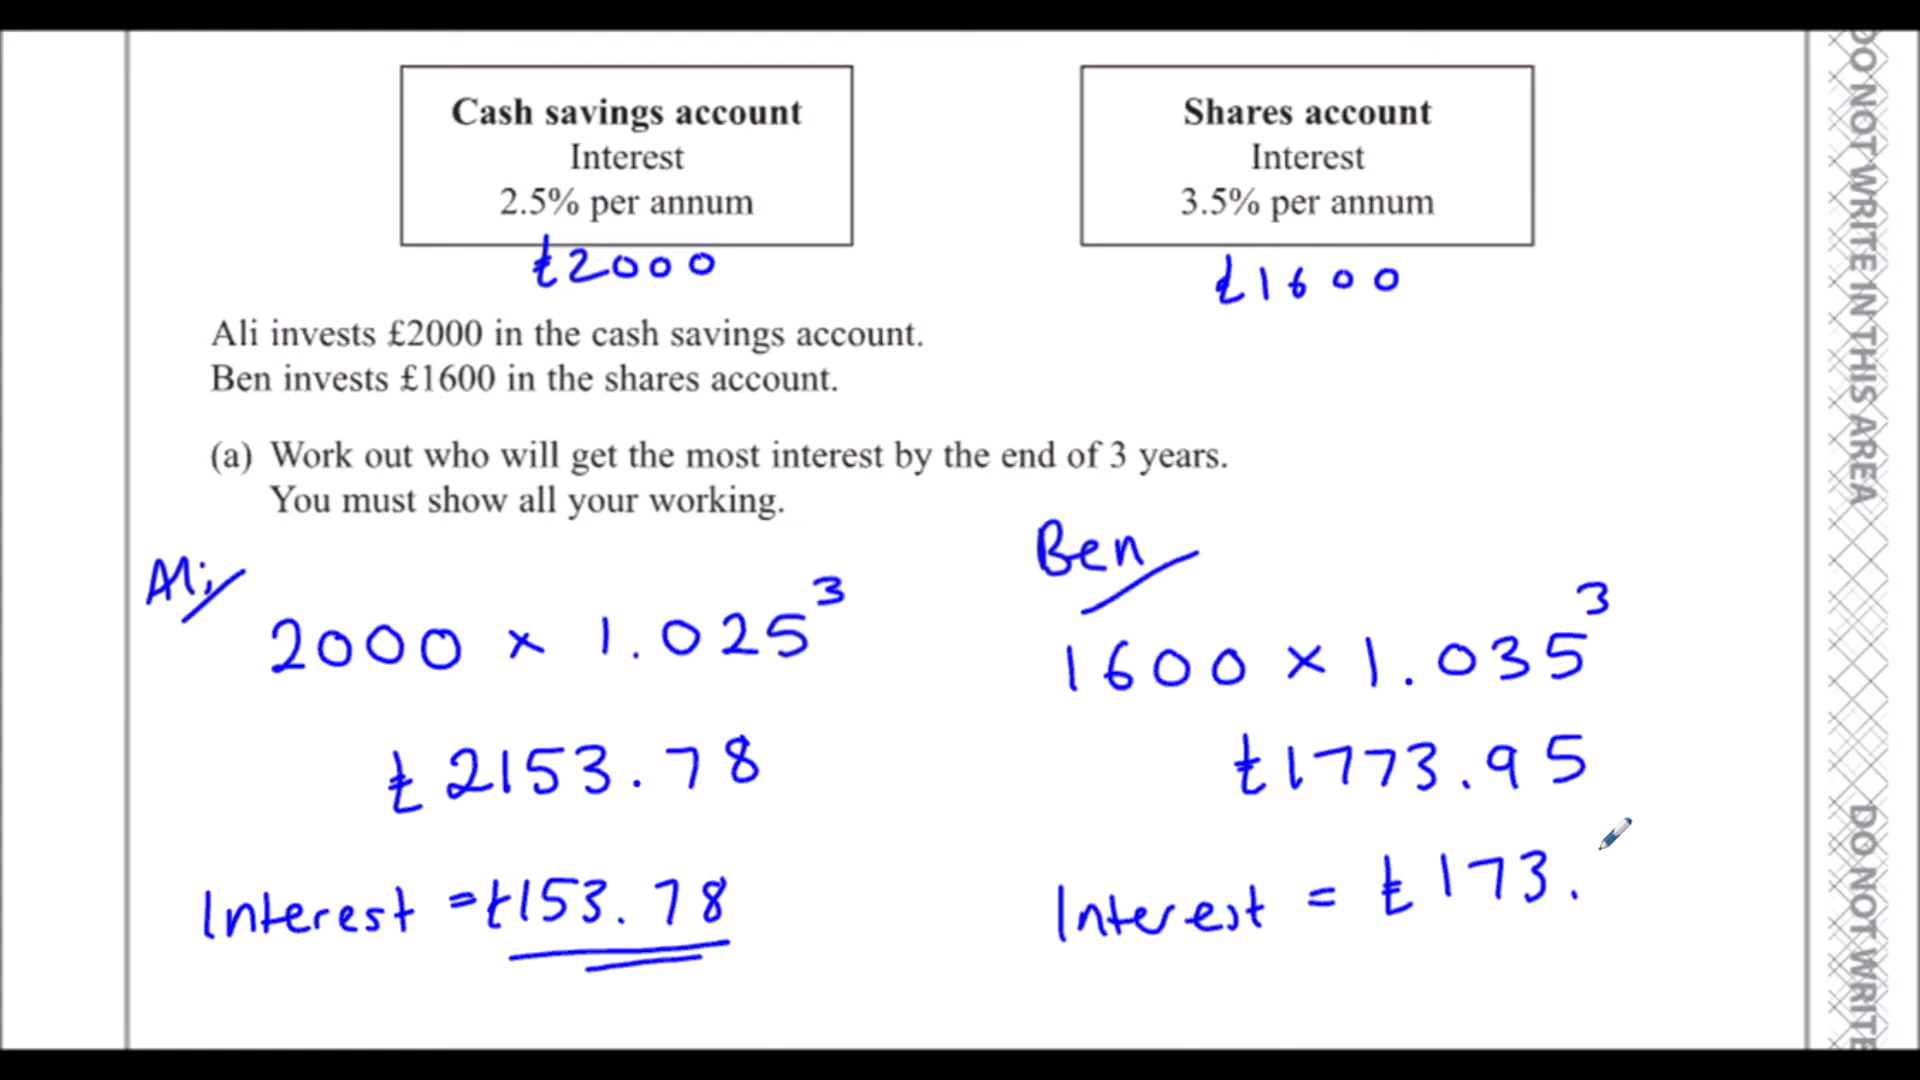 Cash savings account
Interest
2.5% per annum
£2000
Shares account
Interest
3.5% per annum
£1600
Ali invests £2000 in the cash savings account.
Ben invests £1600 in the shares account.
(a) Work out who will get the most interest by the end of 3 years.
You must show all your working.
Ali
2000 × 1.025³
£2153.78
Interest = £153.78
Ben
1600 × 1.035³
£1773.95
Interest = £173.
DO NOT WRITE IN THIS AREA
DO NOT WRITE